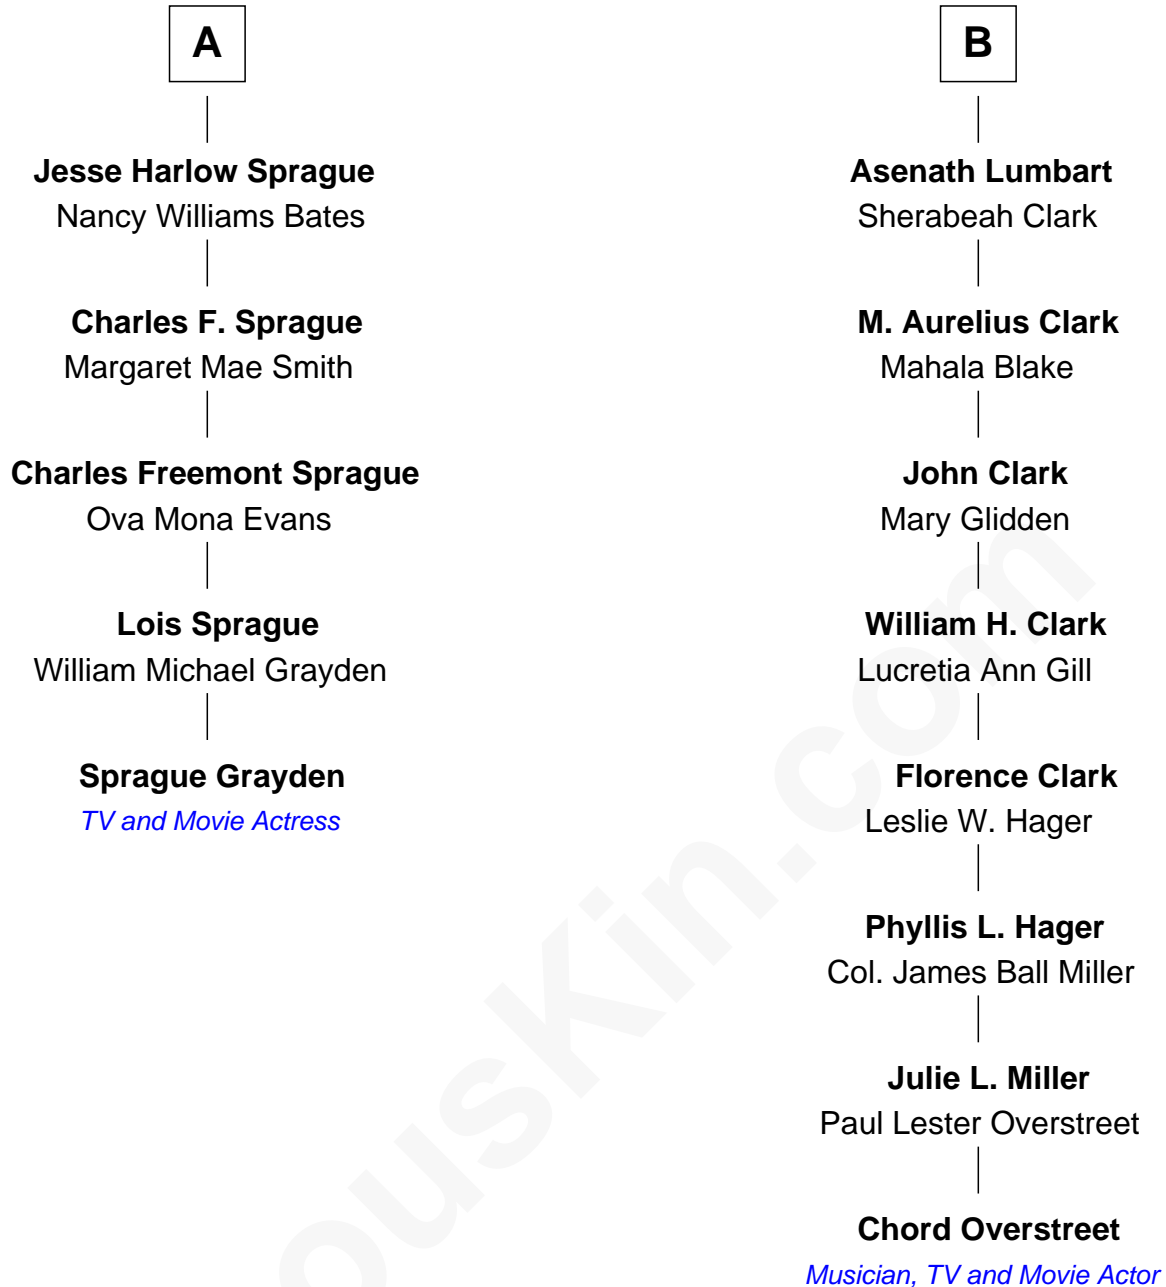 A
Jesse Harlow Sprague
Nancy Williams Bates
Charles F. Sprague
Margaret Mae Smith
Charles Freemont Sprague
Ova Mona Evans
Lois Sprague
William Michael Grayden
Sprague Grayden
TV and Movie Actress
B
Asenath Lumbart
Sherabeah Clark
M. Aurelius Clark
Mahala Blake
John Clark
Mary Glidden
William H. Clark
Lucretia Ann Gill
Florence Clark
Leslie W. Hager
Phyllis L. Hager
Col. James Ball Miller
Julie L. Miller
Paul Lester Overstreet
Chord Overstreet
Musician, TV and Movie Actor
ousKin.com